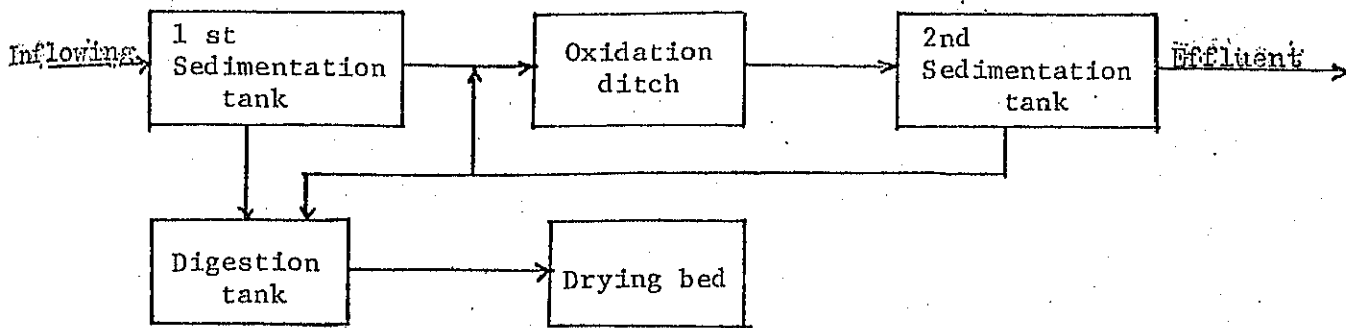 Inflowing
1 st
Sedimentation
tank
Oxidation
ditch
2nd
Sedimentation
tank
Effluent
Digestion
tank
Drying bed